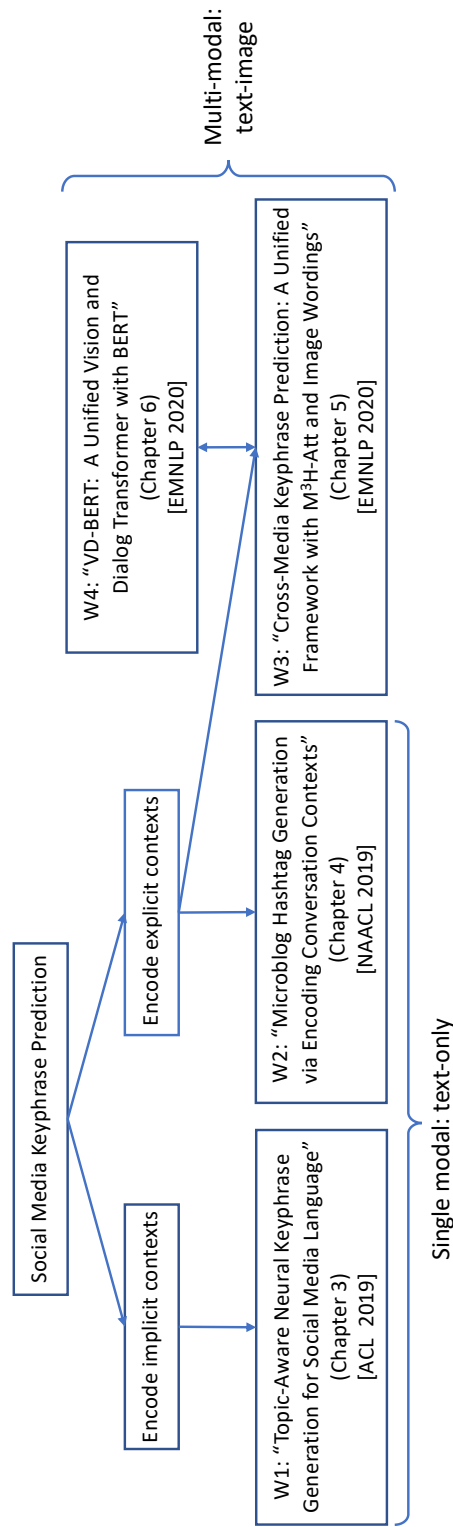 Social Media Keyphrase Prediction
Encode implicit contexts
Encode explicit contexts
W1: “Topic-Aware Neural Keyphrase
Generation for Social Media Language”
(Chapter 3)
[ACL 2019]
W2: “Microblog Hashtag Generation
via Encoding Conversation Contexts”
(Chapter 4)
[NAACL 2019]
Single modal: text-only
W4: “VD-BERT: A Unified Vision and
Dialog Transformer with BERT”
(Chapter 6)
[EMNLP 2020]
W3: “Cross-Media Keyphrase Prediction: A Unified
Framework with M³H-Att and Image Wordings”
(Chapter 5)
[EMNLP 2020]
Multi-modal:
text-image